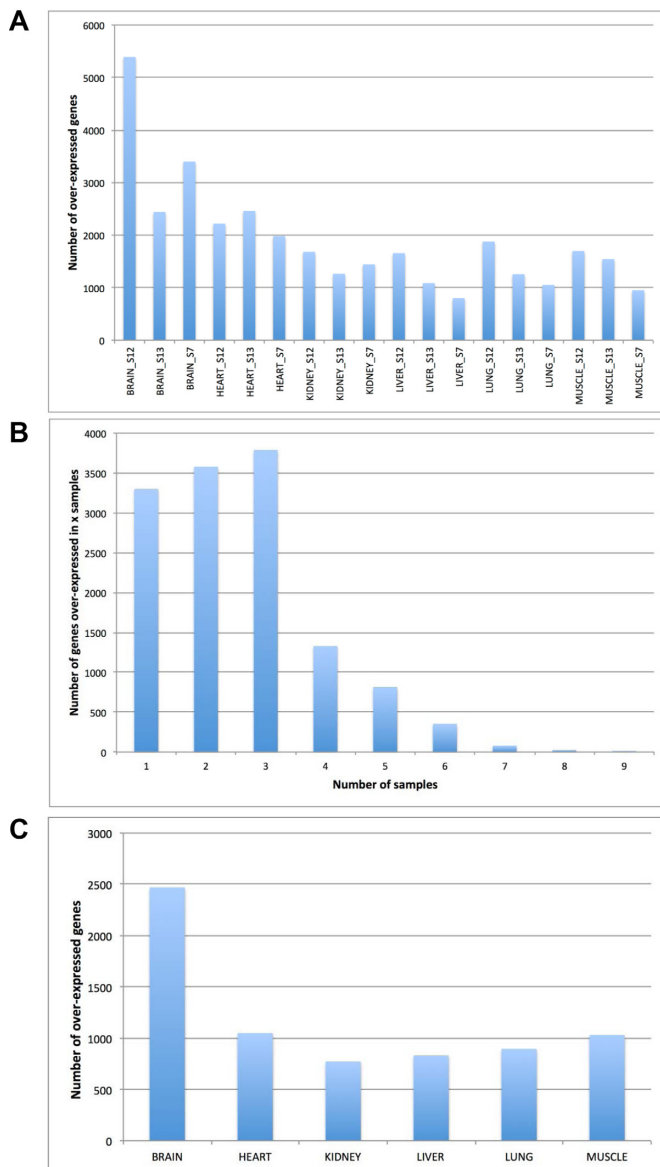 A
Number of over-expressed genes
6000
5000
4000
3000
2000
1000
0
BRAIN_S12
BRAIN_S13
BRAIN_S7
HEART_S12
HEART_S13
HEART_S7
KIDNEY_S12
KIDNEY_S13
KIDNEY_S7
LIVER_S12
LIVER_S13
LIVER_S7
LUNG_S12
LUNG_S13
LUNG_S7
MUSCLE_S12
MUSCLE_S13
MUSCLE_S7
B
Number of genes over-expressed in x samples
4000
3500
3000
2500
2000
1500
1000
500
0
1 2 3 4 5 6 7 8 9
Number of samples
C
Number of over-expressed genes
3000
2500
2000
1500
1000
500
0
BRAIN HEART KIDNEY LIVER LUNG MUSCLE